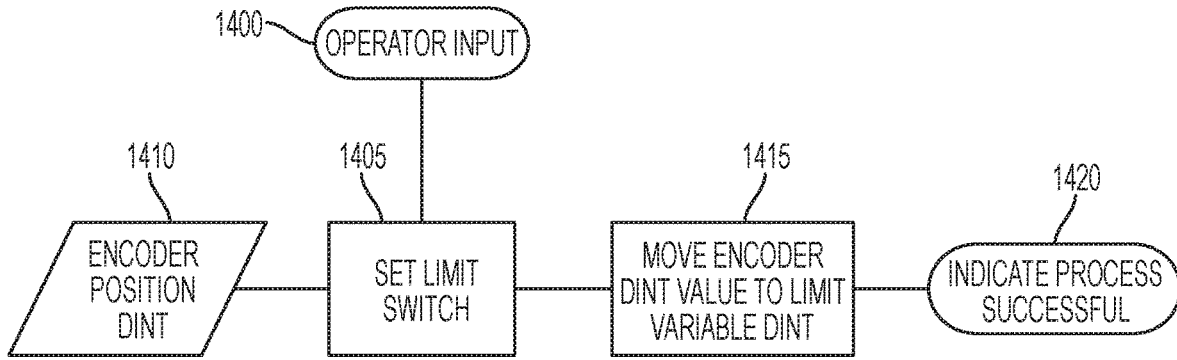 1400
OPERATOR INPUT
1410
1405
1415
1420
ENCODER
POSITION
DINT
SET LIMIT
SWITCH
MOVE ENCODER
DINT VALUE TO LIMIT
VARIABLE DINT
INDICATE PROCESS
SUCCESSFUL